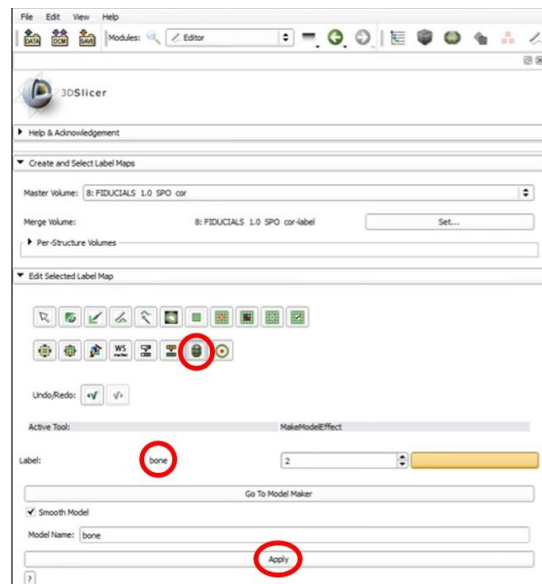 File Edit View Help
DATA DCM SAVE Modules: Editor
3DSlicer
Help & Acknowledgement
Create and Select Label Maps
Master Volume: 8: FIDUCIALS 1.0 SPO cor
Merge Volume: 8: FIDUCIALS 1.0 SPO cor-label Set...
Per-Structure Volumes
Edit Selected Label Map
WS
Undo/Redo:
Active Tool: MakeModelEffect
Label: bone 2
Go To Model Maker
Smooth Model
Model Name: bone
Apply
?